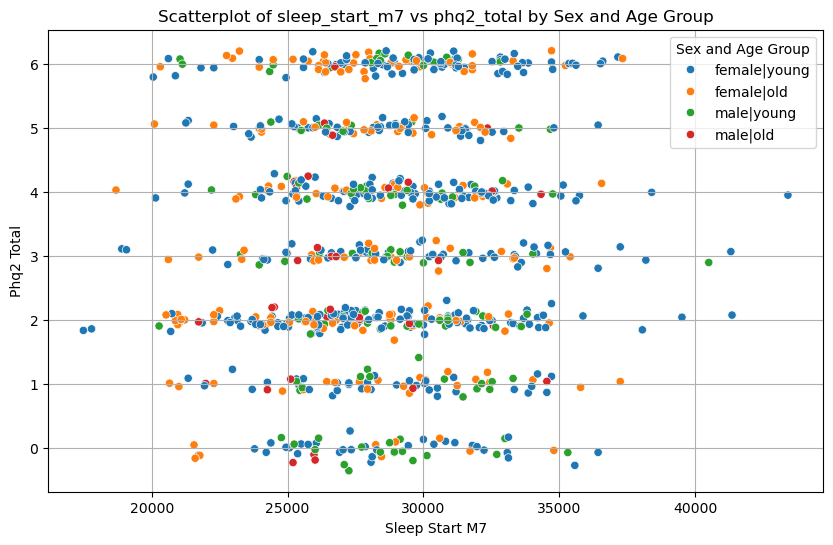 Scatterplot of sleep_start_m7 vs phq2_total by Sex and Age Group
Sex and Age Group
female|young
female|old
male|young
male|old
Phq2 Total
6
5
4
3
2
1
0
20000 25000 30000 35000 40000
Sleep Start M7